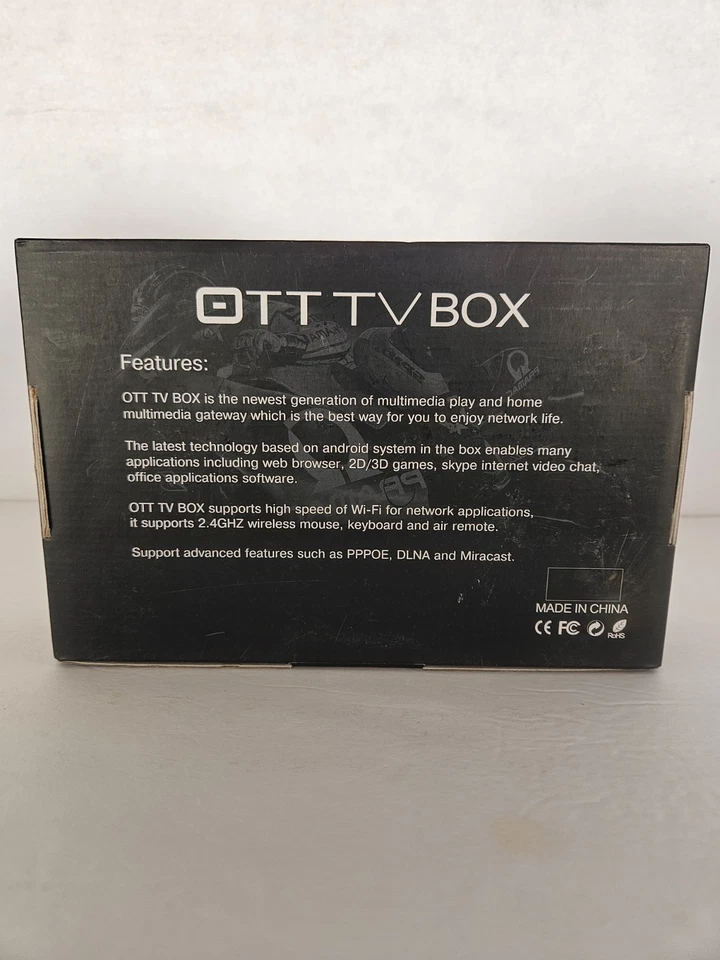 OTT TV BOX
Features:
OTT TV BOX is the newest generation of multimedia play and home
multimedia gateway which is the best way for you to enjoy network life.
The latest technology based on android system in the box enables many
applications including web browser, 2D/3D games, skype internet video chat,
office applications software.
OTT TV BOX supports high speed of Wi-Fi for network applications,
it supports 2.4GHZ wireless mouse, keyboard and air remote.
Support advanced features such as PPPOE, DLNA and Miracast.
MADE IN CHINA
CE FC RoHS